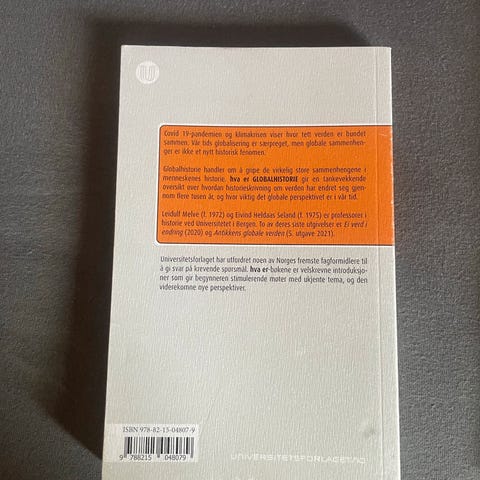 Covid 19-pandemien og klimakrisen viser hvor tett verden er bundet
sammen. Vår tids globalisering er særpreget, men globale sammenhen-
ger er ikke et nytt historisk fenomen.
Globalhistorie handler om å gripe de virkelig store sammenhengene i
menneskenes historie. hva er GLOBALHISTORIE gir en tankevekkende
oversikt over hvordan historieskrivning om verden har endret seg gjen-
nom flere tusen år, og hvor viktig det globale perspektivet er i vår tid.
Leidulf Melve (f. 1972) og Eivind Heldaas Seland (f. 1975) er professorer i
historie ved Universitetet i Bergen. To av deres siste utgivelser er Ei verd i
endring (2020) og Antikkens globale verden (5. utgave 2021).
Universitetsforlaget har utfordret noen av Norges fremste fagformidlere til
å gi svar på krevende spørsmål. hva er-bøkene er velskrevne introduksjo-
ner som gir begynneren stimulerende møter med ukjente tema, og den
viderekomne nye perspektiver.
ISBN 978-82-15-04807-9
9 788215 048079
UNIVERSITETSFORLAGET.NO